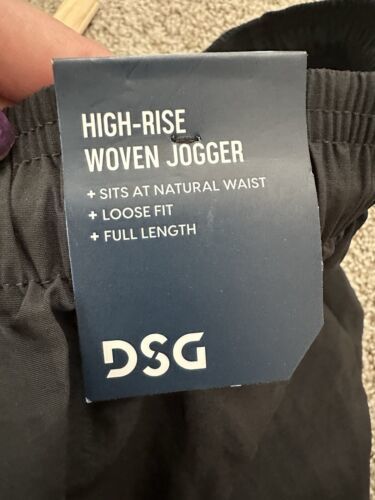 HIGH-RISE
WOVEN JOGGER
+ SITS AT NATURAL WAIST
+ LOOSE FIT
+ FULL LENGTH
DSG